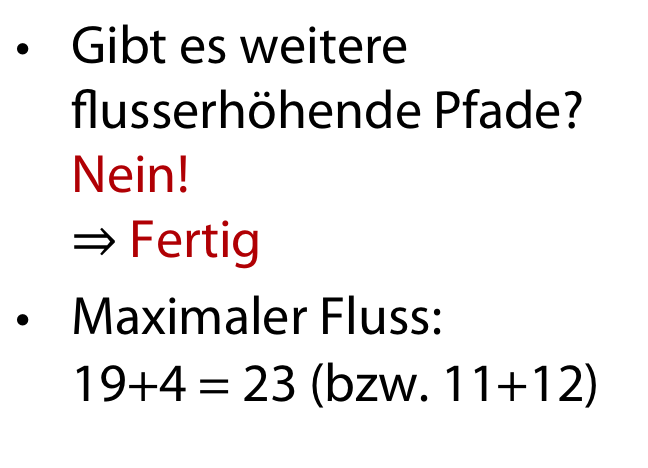 • Gibt es weitere
flusserhöhende Pfade?
Nein!
⇒ Fertig
• Maximaler Fluss:
19+4 = 23 (bzw. 11+12)